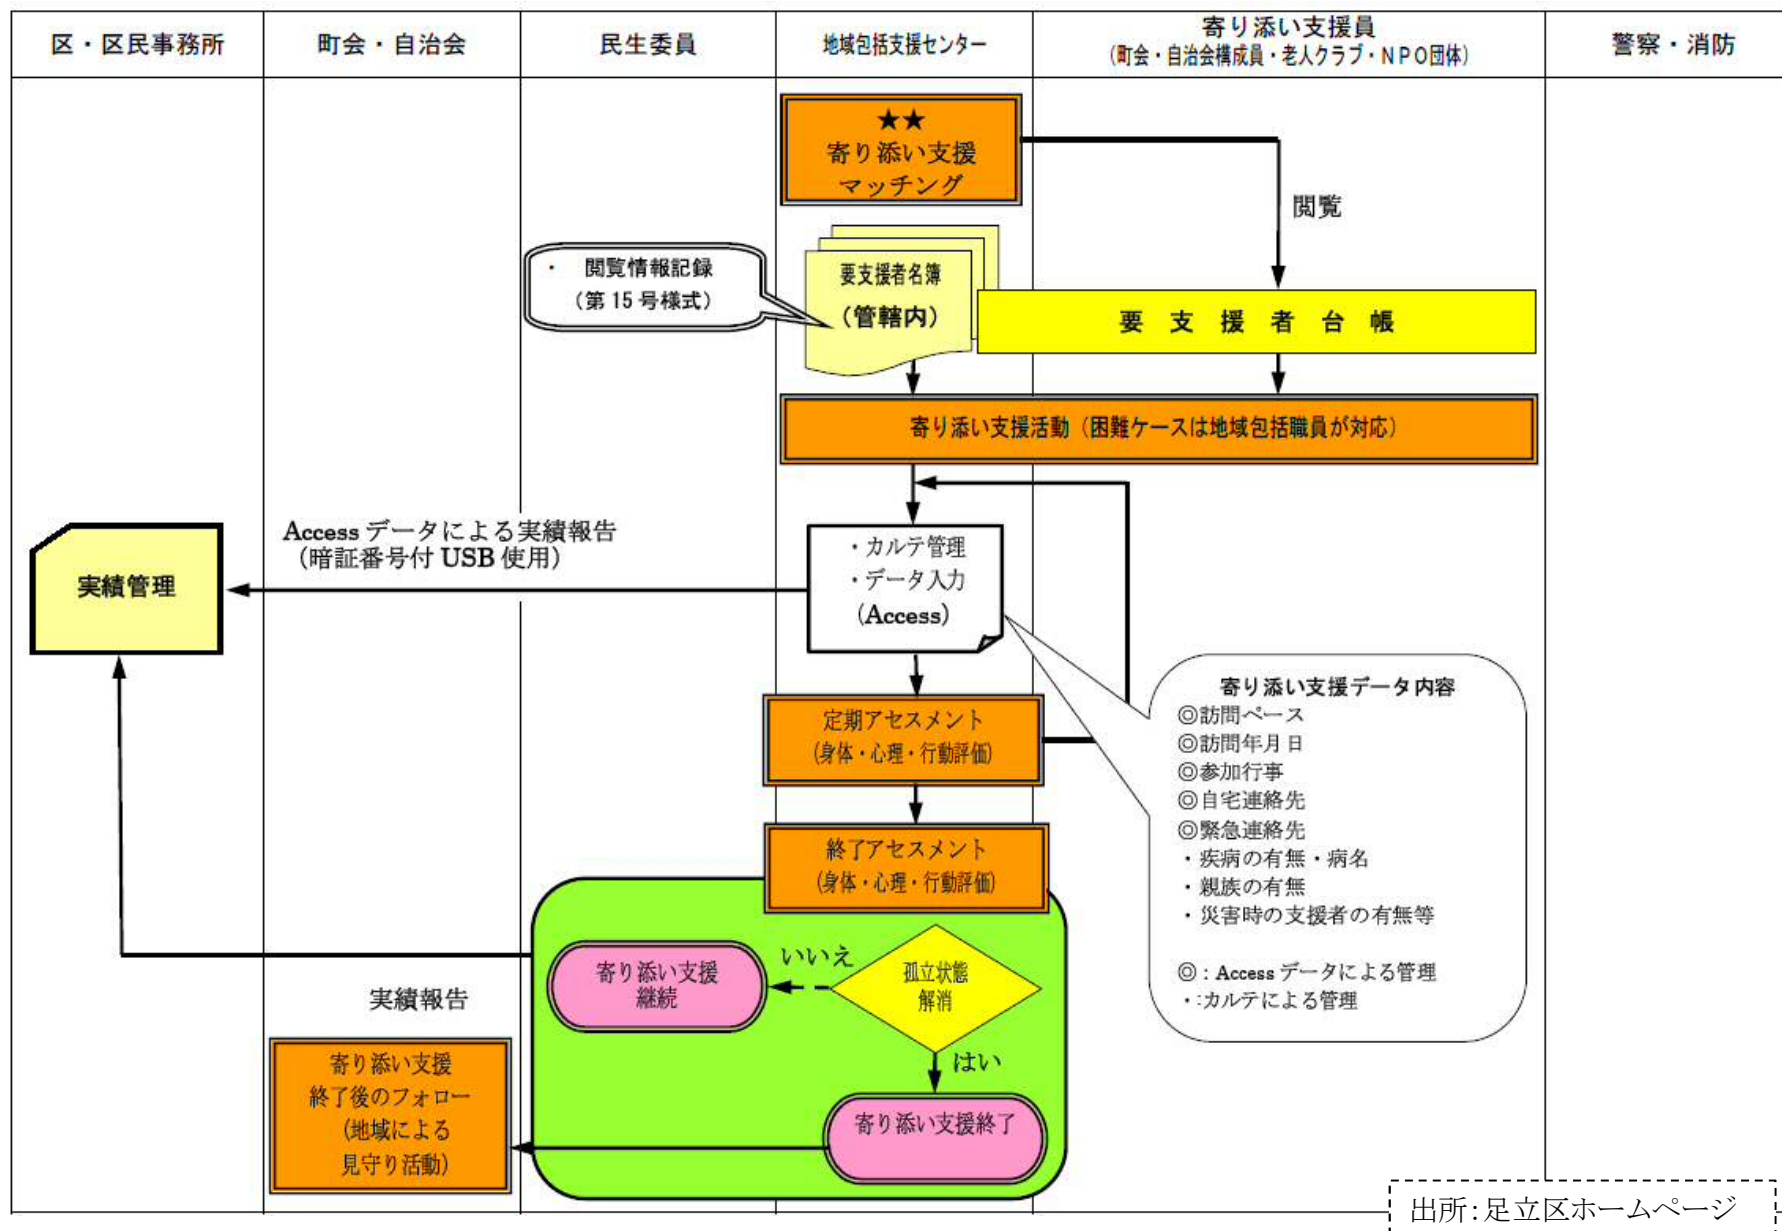 区・区民事務所
町会・自治会
民生委員
地域包括支援センター
寄り添い支援員
(町会・自治会構成員・老人クラブ・NPO団体)
警察・消防
★★
寄り添い支援
マッチング
閲覧
・ 閲覧情報記録
(第15号様式)
要支援者名簿
(管轄内)
要支援者台帳
寄り添い支援活動(困難ケースは地域包括職員が対応)
Accessデータによる実績報告
(暗証番号付USB使用)
・カルテ管理
・データ入力
(Access)
実績管理
定期アセスメント
(身体・心理・行動評価)
終了アセスメント
(身体・心理・行動評価)
寄り添い支援データ内容
◎訪問ペース
◎訪問年月日
◎参加行事
◎自宅連絡先
◎緊急連絡先
・疾病の有無・病名
・親族の有無
・災害時の支援者の有無等
◎:Accessデータによる管理
・:カルテによる管理
いいえ
孤立状態
解消
寄り添い支援
継続
はい
実績報告
寄り添い支援
終了後のフォロー
(地域による
見守り活動)
寄り添い支援終了
出所:足立区ホームページ